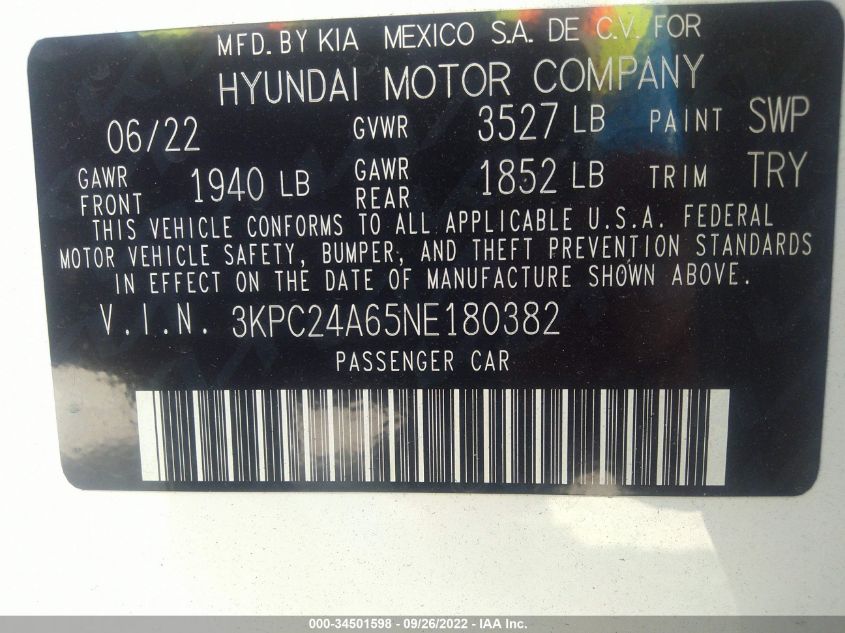 MFD. BY KIA MEXICO S.A. DE C.V. FOR
HYUNDAI MOTOR COMPANY
06/22 GVWR 3527 LB PAINT SWP
GAWR FRONT 1940 LB GAWR REAR 1852 LB TRIM TRY
THIS VEHICLE CONFORMS TO ALL APPLICABLE U.S.A. FEDERAL
MOTOR VEHICLE SAFETY, BUMPER, AND THEFT PREVENTION STANDARDS
IN EFFECT ON THE DATE OF MANUFACTURE SHOWN ABOVE.
V.I.N. 3KPC24A65NE180382
PASSENGER CAR
000-34501598 - 09/26/2022 - IAA Inc.